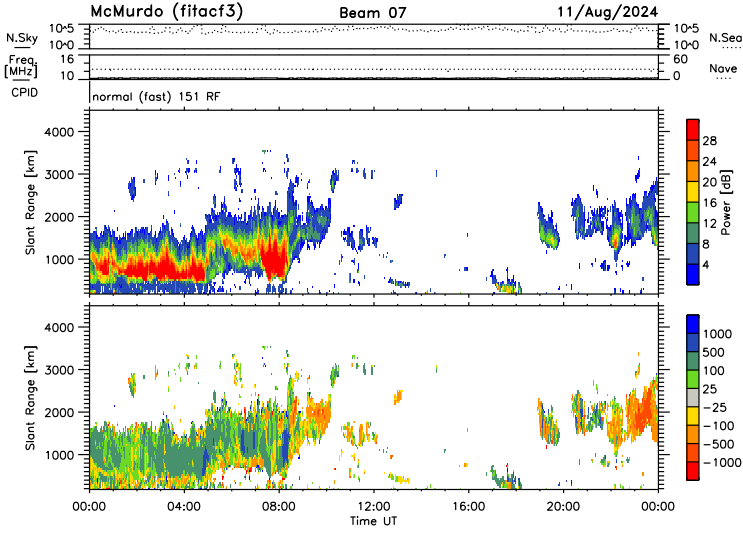 McMurdo (fitacf3) Beam 07 11/Aug/2024
N.Sky 10^5 10^0 10^5 10^0 N.Sea
Freq. [MHz] 16 10 60 0 Nave
CPID normal (fast) 151 RF
Slant Range [km] 4000 3000 2000 1000
28 24 20 16 12 8 4 Power [dB]
Slant Range [km] 4000 3000 2000 1000
1000 500 100 25 -25 -100 -500 -1000
00:00 04:00 08:00 12:00 16:00 20:00 00:00
Time UT